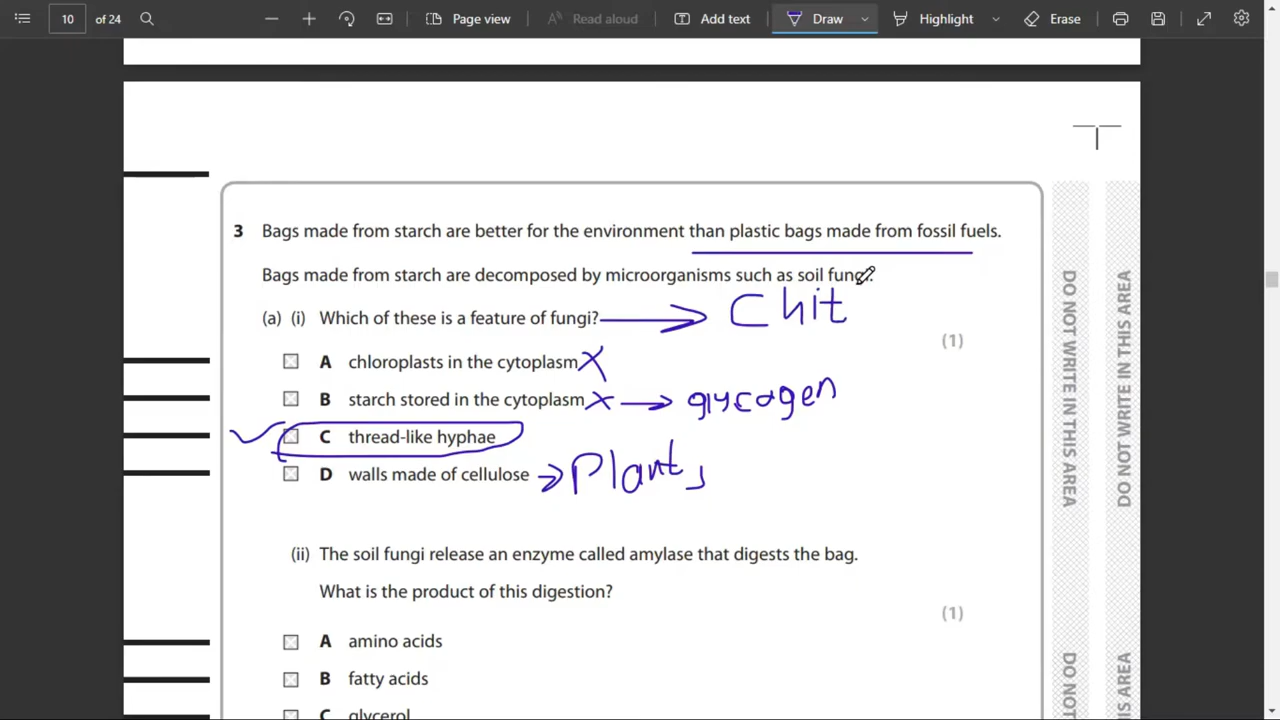 10 of 24 Page view Read aloud Add text Draw Highlight Erase
3 Bags made from starch are better for the environment than plastic bags made from fossil fuels.
Bags made from starch are decomposed by microorganisms such as soil fungi.
(a) (i) Which of these is a feature of fungi? Chit
(1)
A chloroplasts in the cytoplasm X
B starch stored in the cytoplasm X glycogen
C thread-like hyphae
D walls made of cellulose Plants
(ii) The soil fungi release an enzyme called amylase that digests the bag.
What is the product of this digestion?
(1)
A amino acids
B fatty acids
C glycerol
DO NOT WRITE IN THIS AREA
DO NOT WRITE IN THIS AREA
DO NOT
S AREA